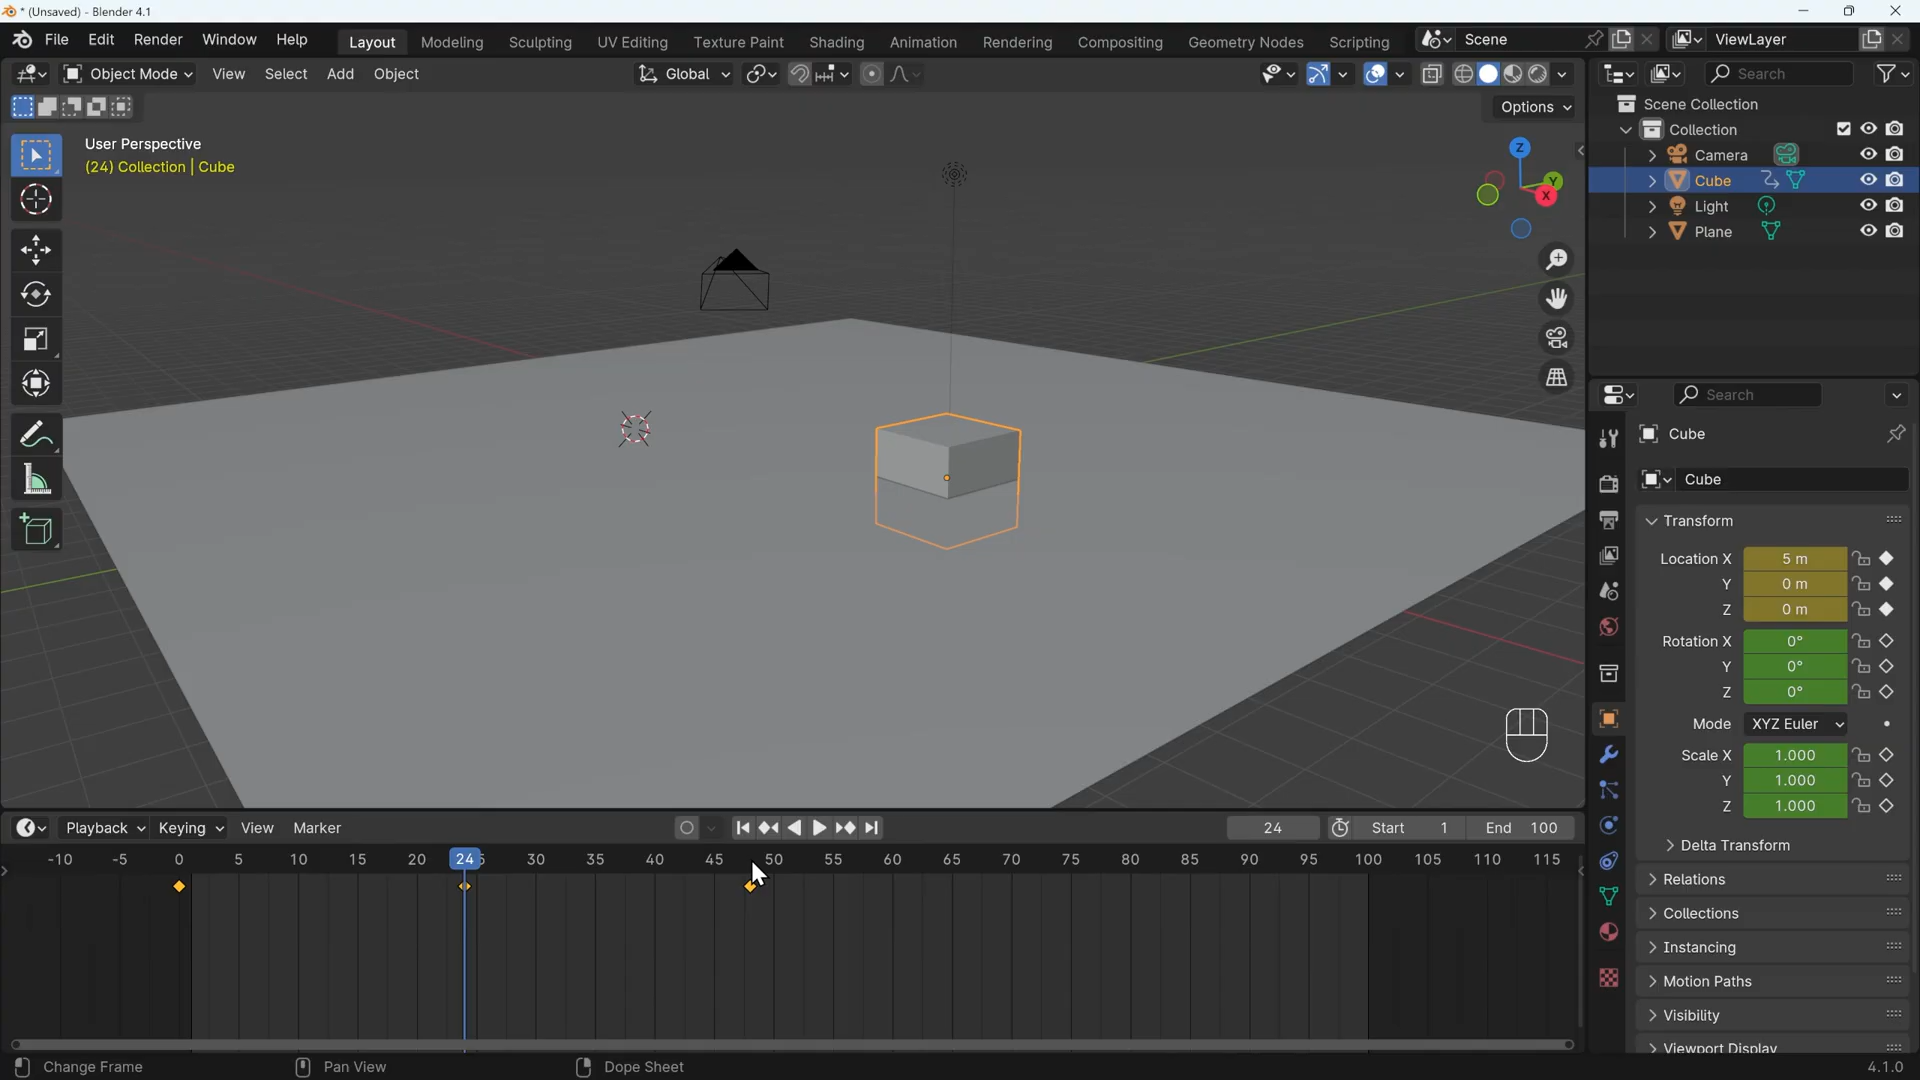 * (Unsaved) - Blender 4.1
File Edit Render Window Help Layout Modeling Sculpting UV Editing Texture Paint Shading Animation Rendering Compositing Geometry Nodes Scripting Scene ViewLayer
Object Mode View Select Add Object Global Search
Options
User Perspective
(24) Collection | Cube
Z
Y
X
Scene Collection
Collection
Camera
Cube
Light
Plane
Search
Cube
Cube
Transform
Location X 5 m
Y 0 m
Z 0 m
Rotation X 0°
Y 0°
Z 0°
Mode XYZ Euler
Scale X 1.000
Y 1.000
Z 1.000
Delta Transform
Relations
Collections
Instancing
Motion Paths
Visibility
Viewport Display
Playback Keying View Marker 24 Start 1 End 100
-10 -5 0 5 10 15 20 24 30 35 40 45 50 55 60 65 70 75 80 85 90 95 100 105 110 115
Change Frame Pan View Dope Sheet 4.1.0